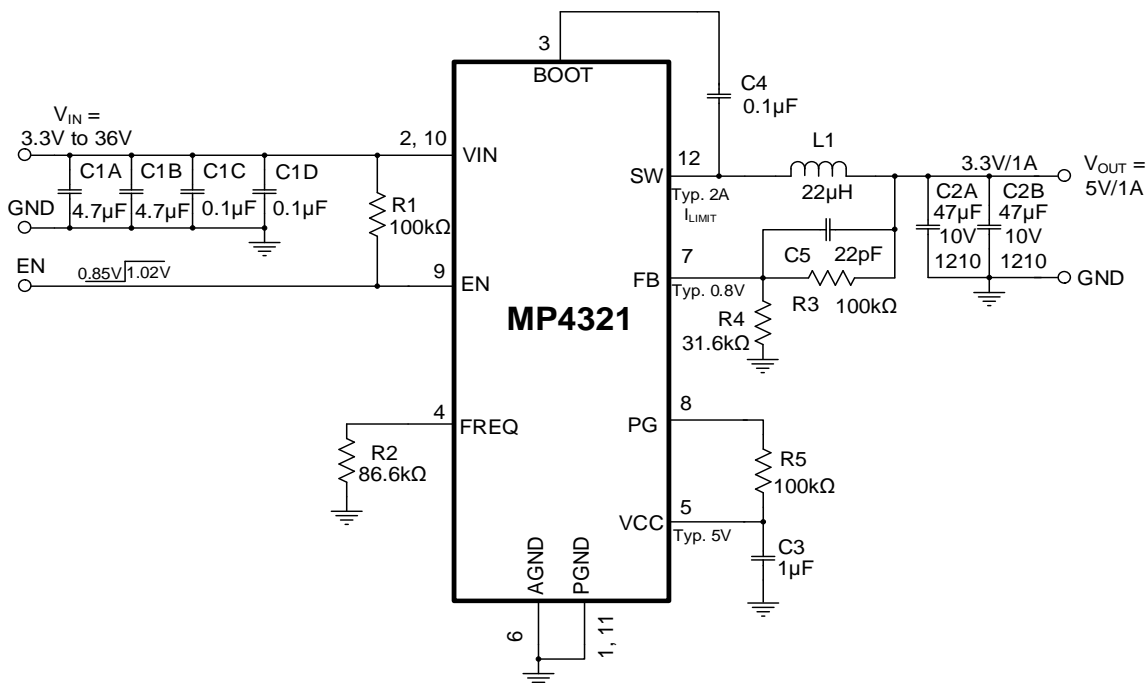 3
BOOT
C4
0.1µF
V_IN =
3.3V to 36V
2, 10
VIN
C1A
C1B
C1C
C1D
4.7µF
4.7µF
0.1µF
0.1µF
GND
R1
100kΩ
EN
0.85V
1.02V
9
EN
12
SW
Typ. 2A
I_LIMIT
L1
22µH
3.3V/1A
V_OUT =
5V/1A
C2A
47µF
10V
1210
C2B
47µF
10V
1210
GND
7
FB
Typ. 0.8V
C5
22pF
R3
100kΩ
R4
31.6kΩ
MP4321
4
FREQ
R2
86.6kΩ
8
PG
R5
100kΩ
5
VCC
Typ. 5V
C3
1µF
AGND
PGND
6
1, 11